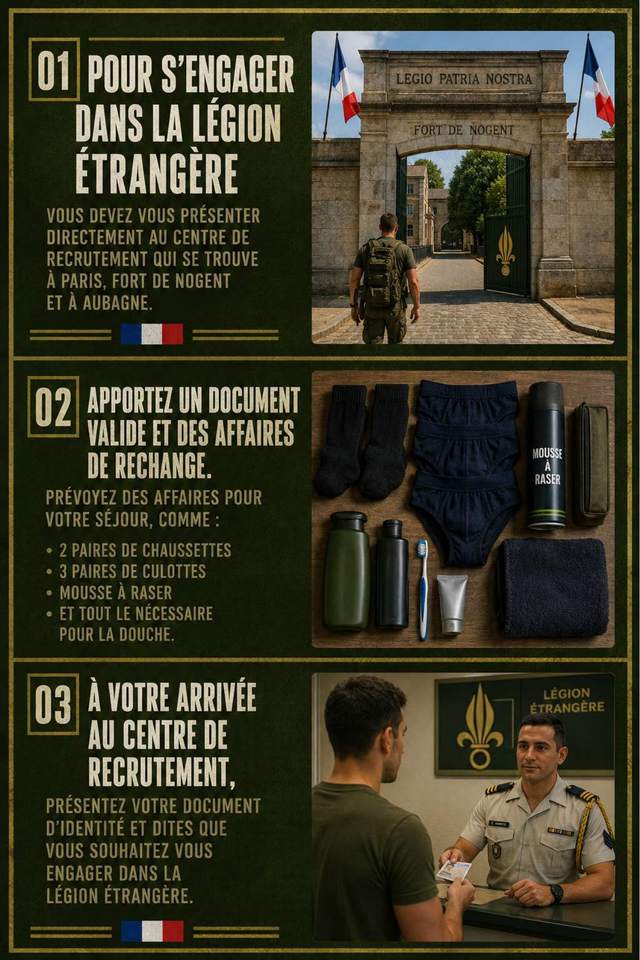 01
POUR S'ENGAGER
DANS LA LÉGION
ÉTRANGÈRE
VOUS DEVEZ VOUS PRÉSENTER
DIRECTEMENT AU CENTRE DE
RECRUTEMENT QUI SE TROUVE
À PARIS, FORT DE NOGENT
ET À AUBAGNE.
LEGIO PATRIA NOSTRA
FORT DE NOGENT
02
APPORTEZ UN DOCUMENT
VALIDE ET DES AFFAIRES
DE RECHANGE.
PRÉVOYEZ DES AFFAIRES POUR
VOTRE SÉJOUR, COMME :
• 2 PAIRES DE CHAUSSETTES
• 3 PAIRES DE CULOTTES
• MOUSSE À RASER
• ET TOUT LE NÉCESSAIRE
POUR LA DOUCHE.
MOUSSE
À
RASER
03
À VOTRE ARRIVÉE
AU CENTRE DE
RECRUTEMENT,
PRÉSENTEZ VOTRE DOCUMENT
D'IDENTITÉ ET DITES QUE
VOUS SOUHAITEZ VOUS
ENGAGER DANS LA
LÉGION ÉTRANGÈRE.
LÉGION
ÉTRANGÈRE